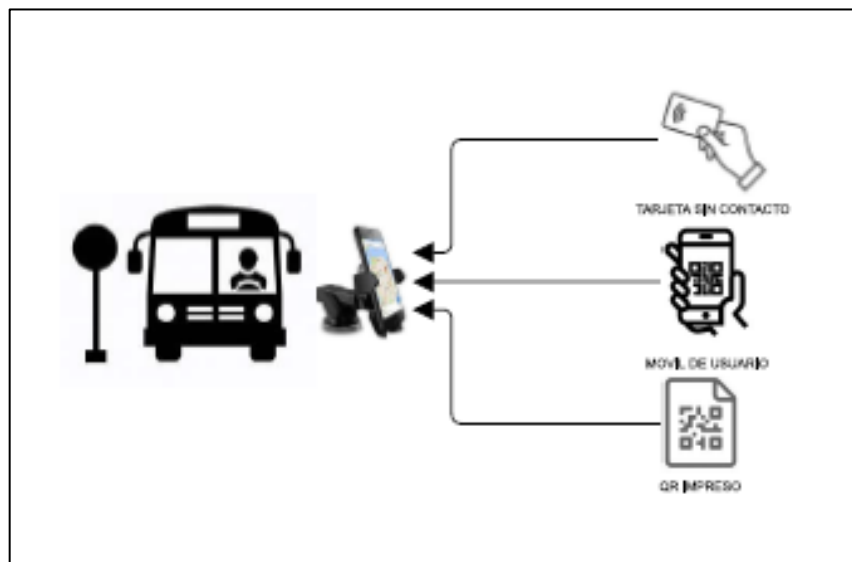 TARJETA SIN CONTACTO
MOVIL DE USUARIO
QR IMPRESO